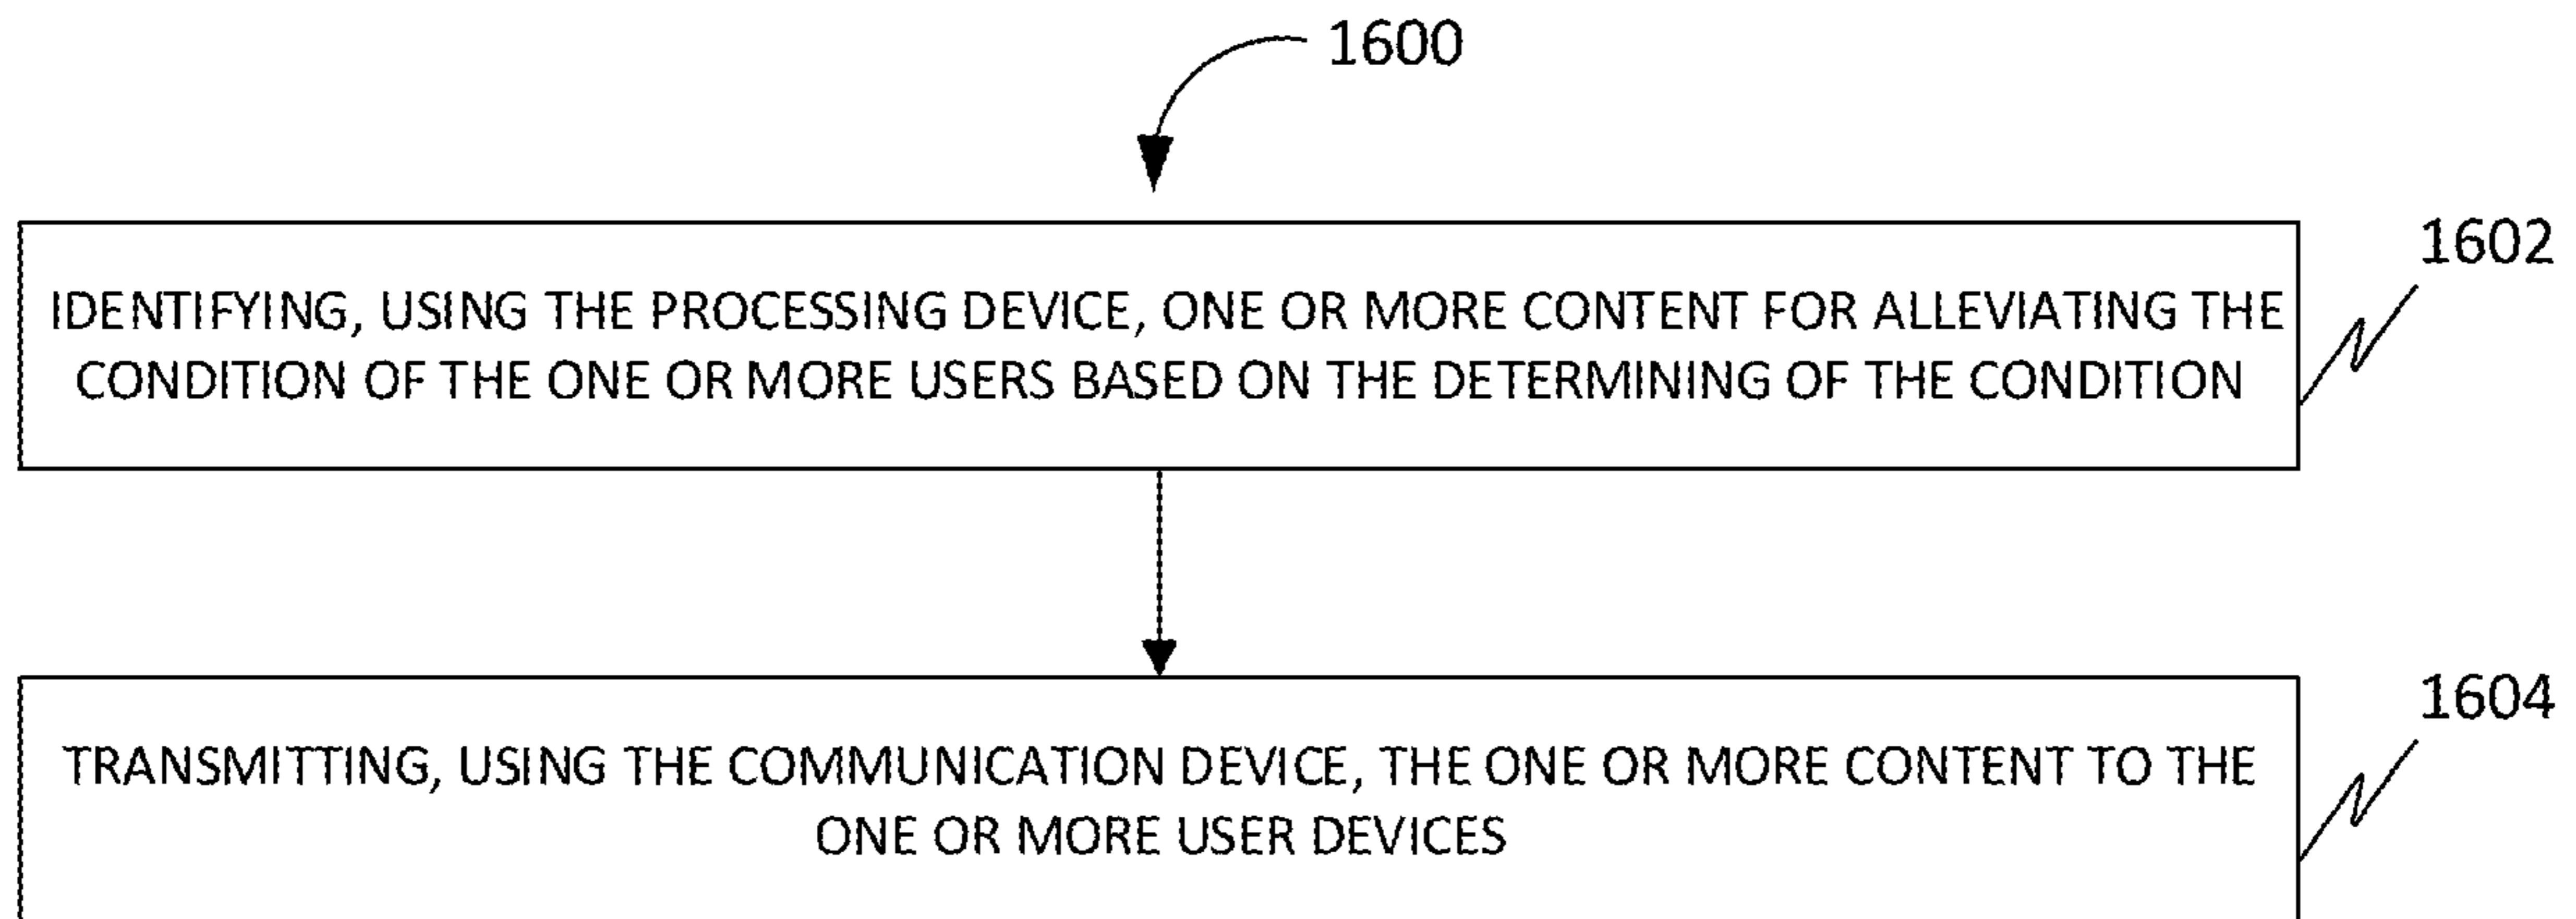 1600
1602
IDENTIFYING, USING THE PROCESSING DEVICE, ONE OR MORE CONTENT FOR ALLEVIATING THE
CONDITION OF THE ONE OR MORE USERS BASED ON THE DETERMINING OF THE CONDITION
1604
TRANSMITTING, USING THE COMMUNICATION DEVICE, THE ONE OR MORE CONTENT TO THE
ONE OR MORE USER DEVICES